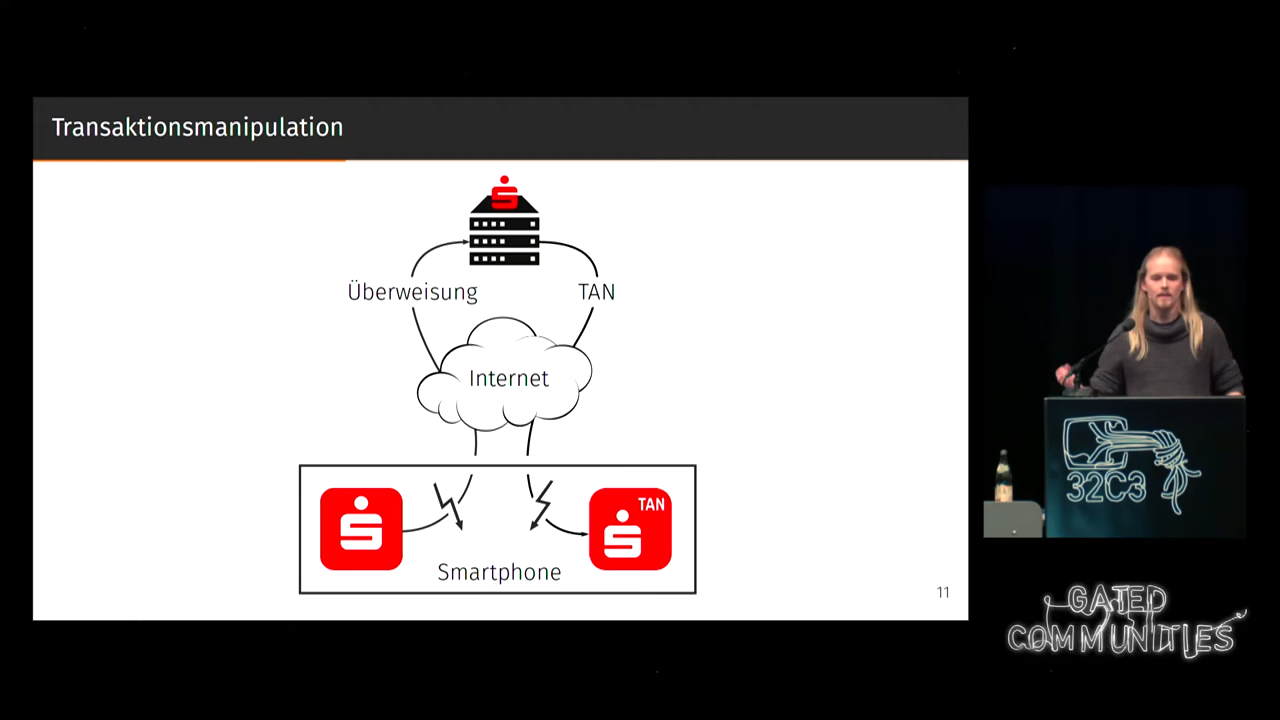 Transaktionsmanipulation
Überweisung
TAN
Internet
TAN
Smartphone
11
32C3
GATED
COMMUNITIES